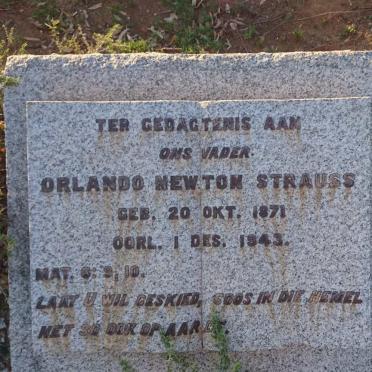 TER GEDAGTENIS AAN
ONS VADER
ORLANDO NEWTON STRAUSS
GEB. 20 OKT. 1871
OORL. 1 DES. 1943.
MAT. 6: 9, 10.
LAAT U WIL GESKIED, SOOS IN DIE HEMEL
NET SO OOK OP AARDE.